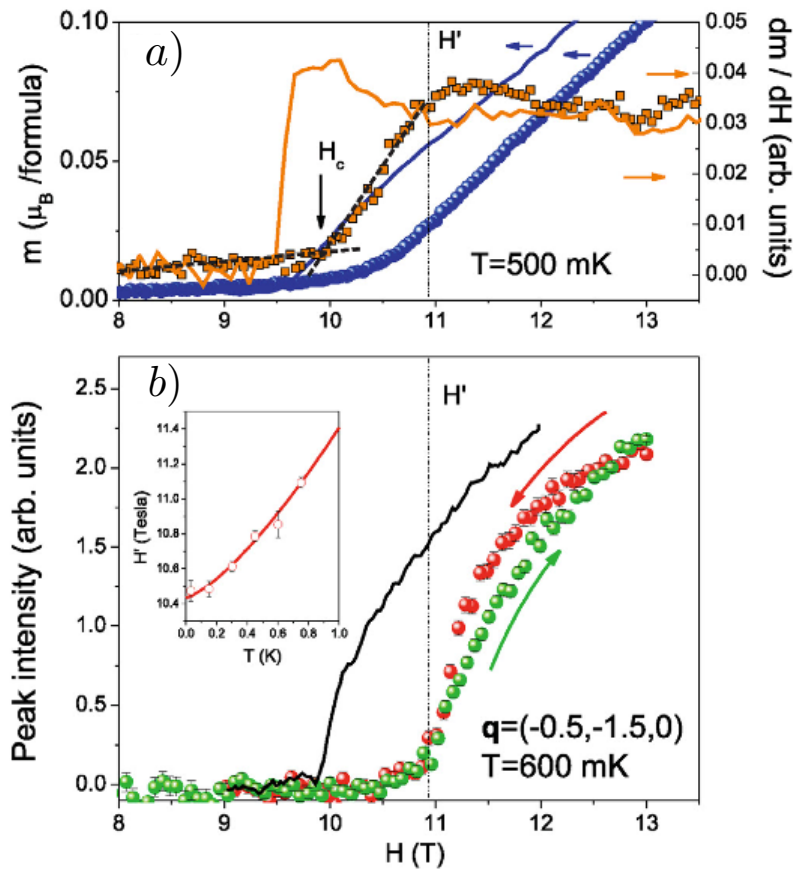 a)
H'
H_c
T=500 mK
m (μ_B /formula)
0.10
0.05
0.00
dm / dH (arb. units)
0.05
0.04
0.03
0.02
0.01
0.00
8 9 10 11 12 13
b)
H'
Peak intensity (arb. units)
2.5
2.0
1.5
1.0
0.5
0.0
H' (Tesla)
11.4
11.2
11.0
10.8
10.6
10.4
0.0 0.2 0.4 0.6 0.8 1.0
T (K)
q=(-0.5,-1.5,0)
T=600 mK
8 9 10 11 12 13
H (T)